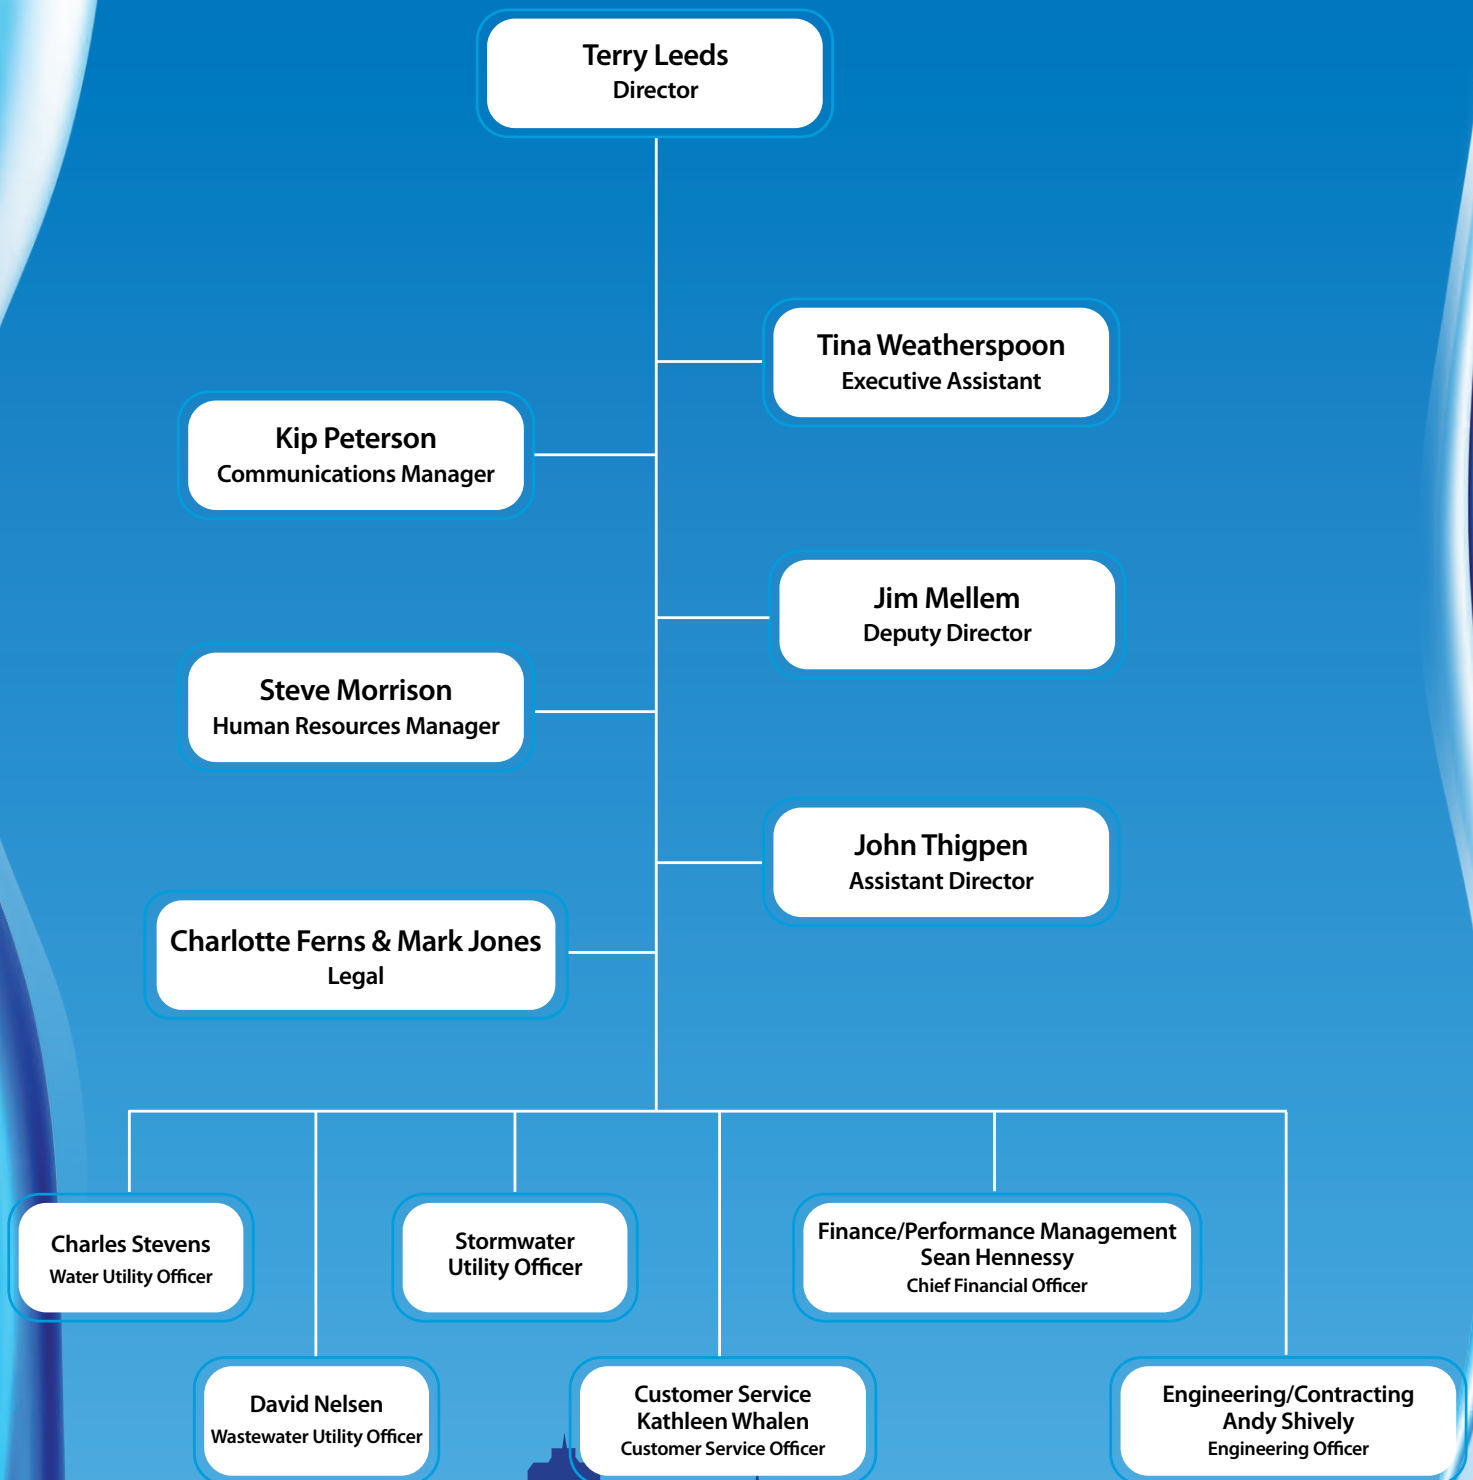 Terry Leeds
Director
Tina Weatherspoon
Executive Assistant
Kip Peterson
Communications Manager
Jim Mellem
Deputy Director
Steve Morrison
Human Resources Manager
John Thigpen
Assistant Director
Charlotte Ferns & Mark Jones
Legal
Charles Stevens
Water Utility Officer
Stormwater
Utility Officer
Finance/Performance Management
Sean Hennessy
Chief Financial Officer
David Nelsen
Wastewater Utility Officer
Customer Service
Kathleen Whalen
Customer Service Officer
Engineering/Contracting
Andy Shively
Engineering Officer